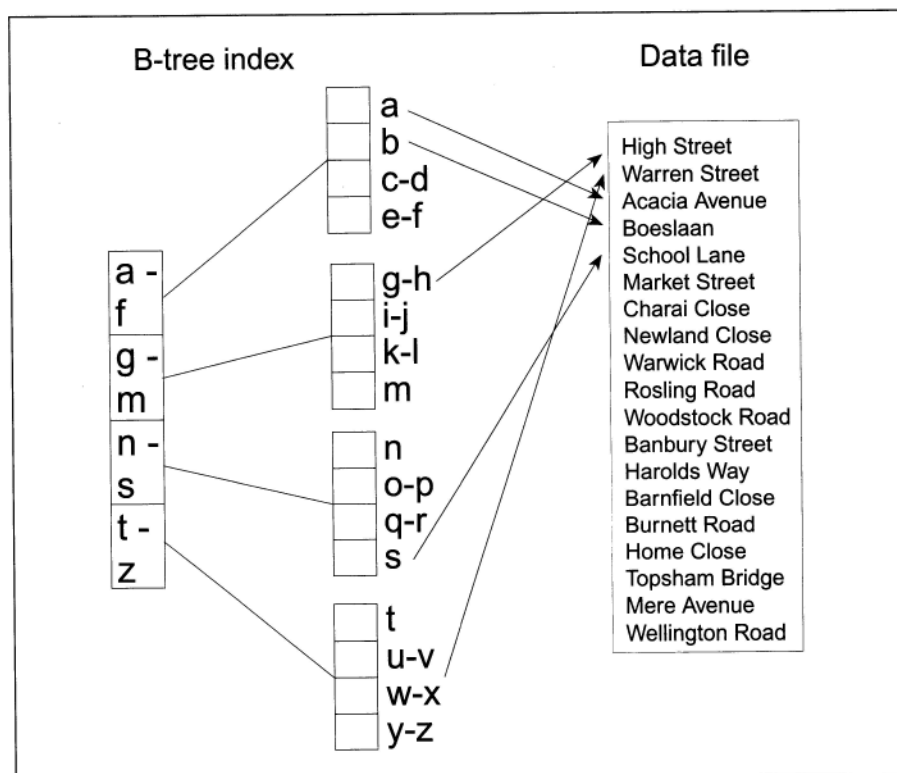 B-tree index
Data file
a -
f
g -
m
n -
s
t -
z
a
b
c-d
e-f
g-h
i-j
k-l
m
n
o-p
q-r
s
t
u-v
w-x
y-z
High Street
Warren Street
Acacia Avenue
Boeslaan
School Lane
Market Street
Charai Close
Newland Close
Warwick Road
Rosling Road
Woodstock Road
Banbury Street
Harolds Way
Barnfield Close
Burnett Road
Home Close
Topsham Bridge
Mere Avenue
Wellington Road